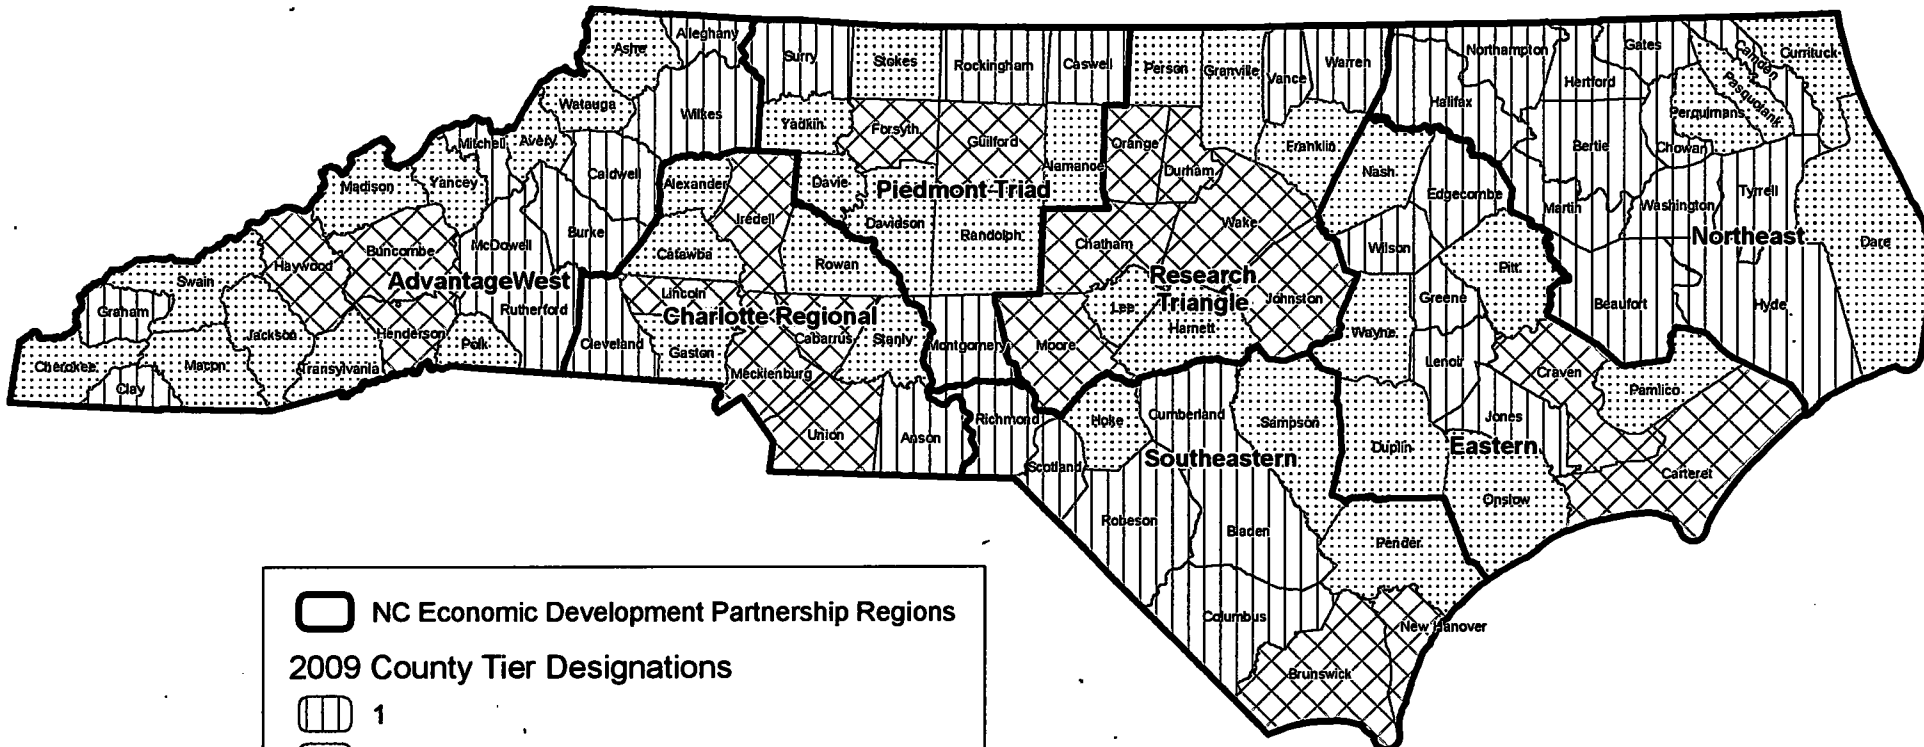 Ashe
Alleghany
Surry
Stokes
Rockingham
Caswell
Person
Granville
Vance
Warren
Northampton
Gates
Camden
Currituck
Hertford
Pasquotank
Halifax
Watauga
Wilkes
Yadkin
Forsyth
Guilford
Alamance
Orange
Durham
Franklin
Perquimans
Mitchell
Avery
Bertie
Chowan
Caldwell
Madison
Yancey
Alexander
Davie
Piedmont-Triad
Nash
Edgecombe
Tyrrell
Martin
Washington
Iredell
Davidson
Randolph
Wake
Northeast
Buncombe
McDowell
Burke
Catawba
Rowan
Chatham
Wilson
Dare
Haywood
AdvantageWest
Research
Triangle
Pitt
Swain
Lincoln
Johnston
Greene
Beaufort
Hyde
Graham
Jackson
Henderson
Polk
Rutherford
Charlotte Regional
Lee
Harnett
Wayne
Cleveland
Gaston
Cabarrus
Stanly
Montgomery
Moore
Lenoir
Cherokee
Macon
Transylvania
Mecklenburg
Craven
Clay
Pamlico
Union
Anson
Richmond
Hoke
Cumberland
Sampson
Jones
Duplin
Eastern
Scotland
Southeastern
Carteret
Onslow
Robeson
Bladen
Pender
Columbus
New Hanover
Brunswick
NC Economic Development Partnership Regions
2009 County Tier Designations
1